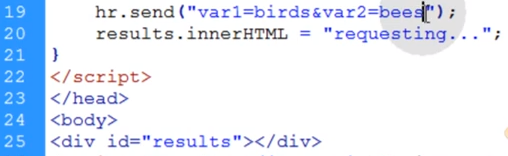 19 hr.send("var1=birds&var2=bees");
20 results.innerHTML = "requesting...";
21 }
22 </script>
23 </head>
24 <body>
25 <div id="results"></div>